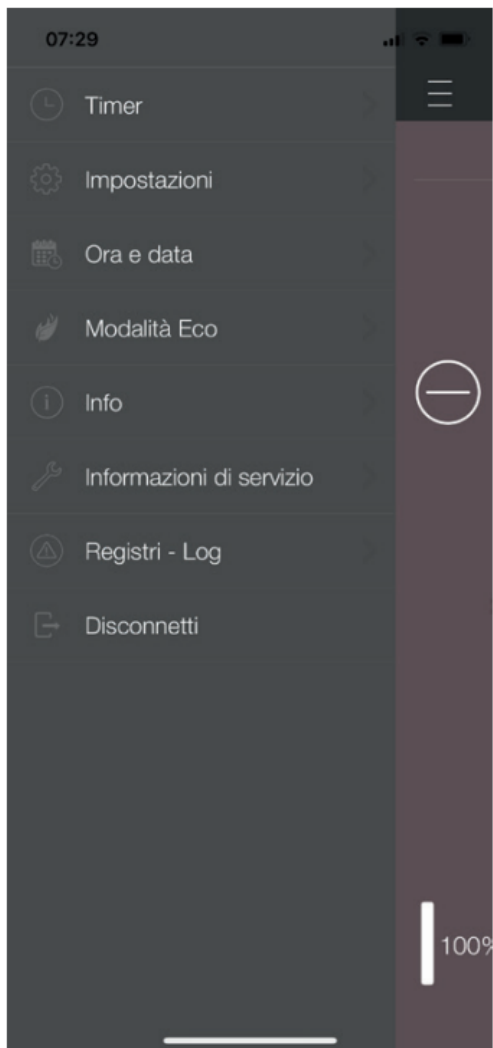 07:29
Timer
Impostazioni
Ora e data
Modalità Eco
Info
Informazioni di servizio
Registri - Log
Disconnetti
100%